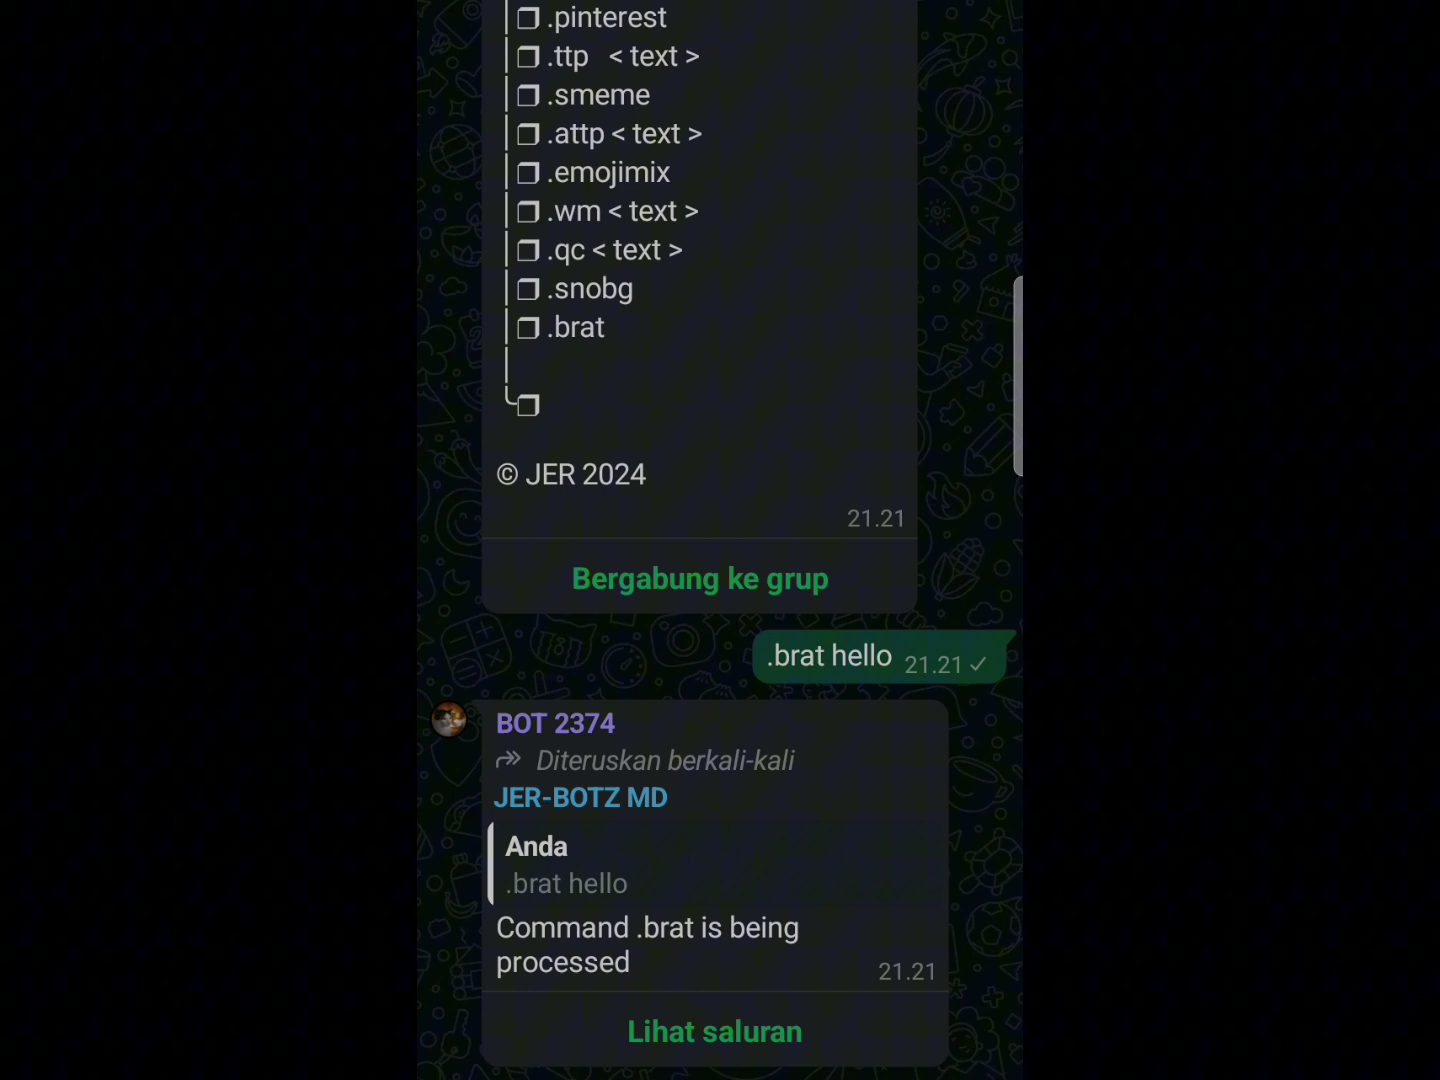 .pinterest
.ttp < text >
.smeme
.attp < text >
.emojimix
.wm < text >
.qc < text >
.snobg
.brat
© JER 2024
21.21
Bergabung ke grup
.brat hello 21.21
BOT 2374
Diteruskan berkali-kali
JER-BOTZ MD
Anda
.brat hello
Command .brat is being
processed 21.21
Lihat saluran